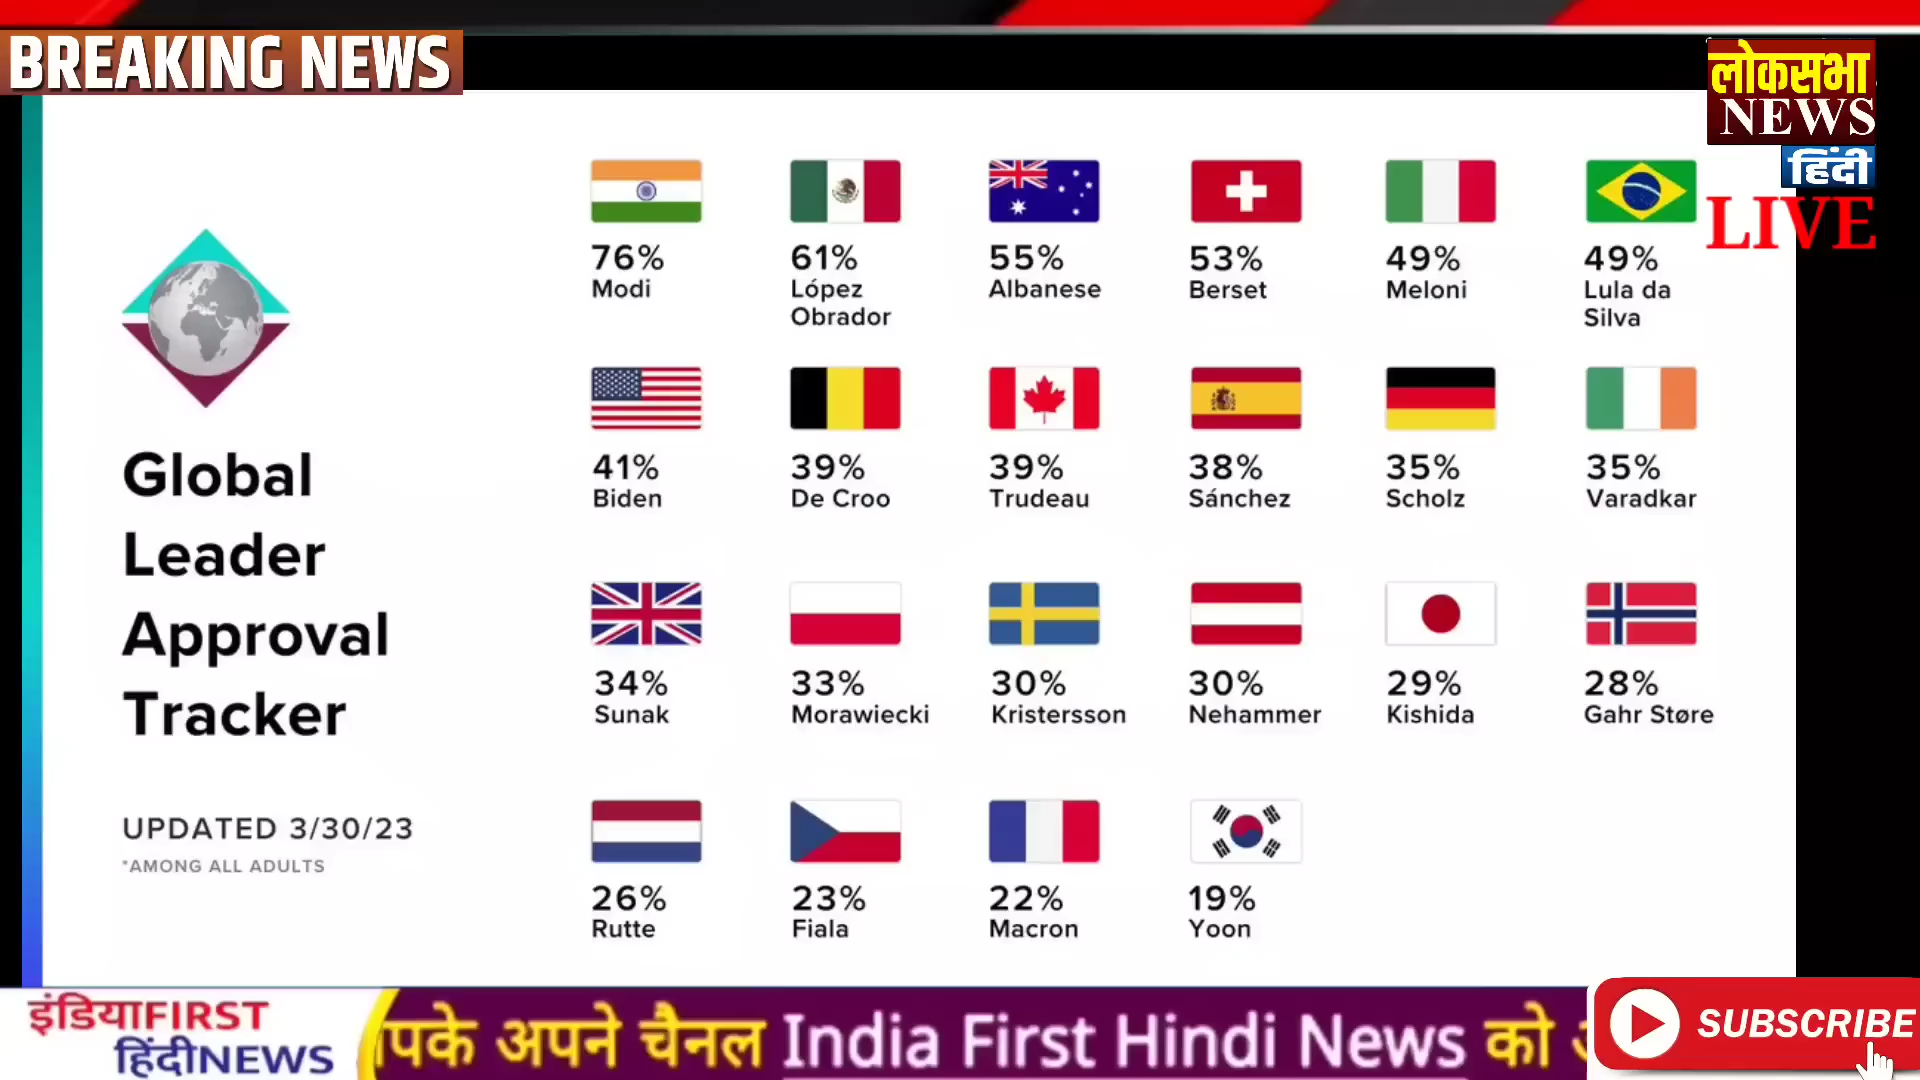 BREAKING NEWS
लोकसभा
NEWS
हिंदी
LIVE
Global
Leader
Approval
Tracker
UPDATED 3/30/23
*AMONG ALL ADULTS
76% 61% 55% 53% 49% 49%
Modi López Obrador Albanese Berset Meloni Lula da Silva
41% 39% 39% 38% 35% 35%
Biden De Croo Trudeau Sánchez Scholz Varadkar
34% 33% 30% 30% 29% 28%
Sunak Morawiecki Kristersson Nehammer Kishida Gahr Støre
26% 23% 22% 19%
Rutte Fiala Macron Yoon
इंडियाFIRST
हिंदीNEWS
अपने चैनल India First Hindi News को
SUBSCRIBE